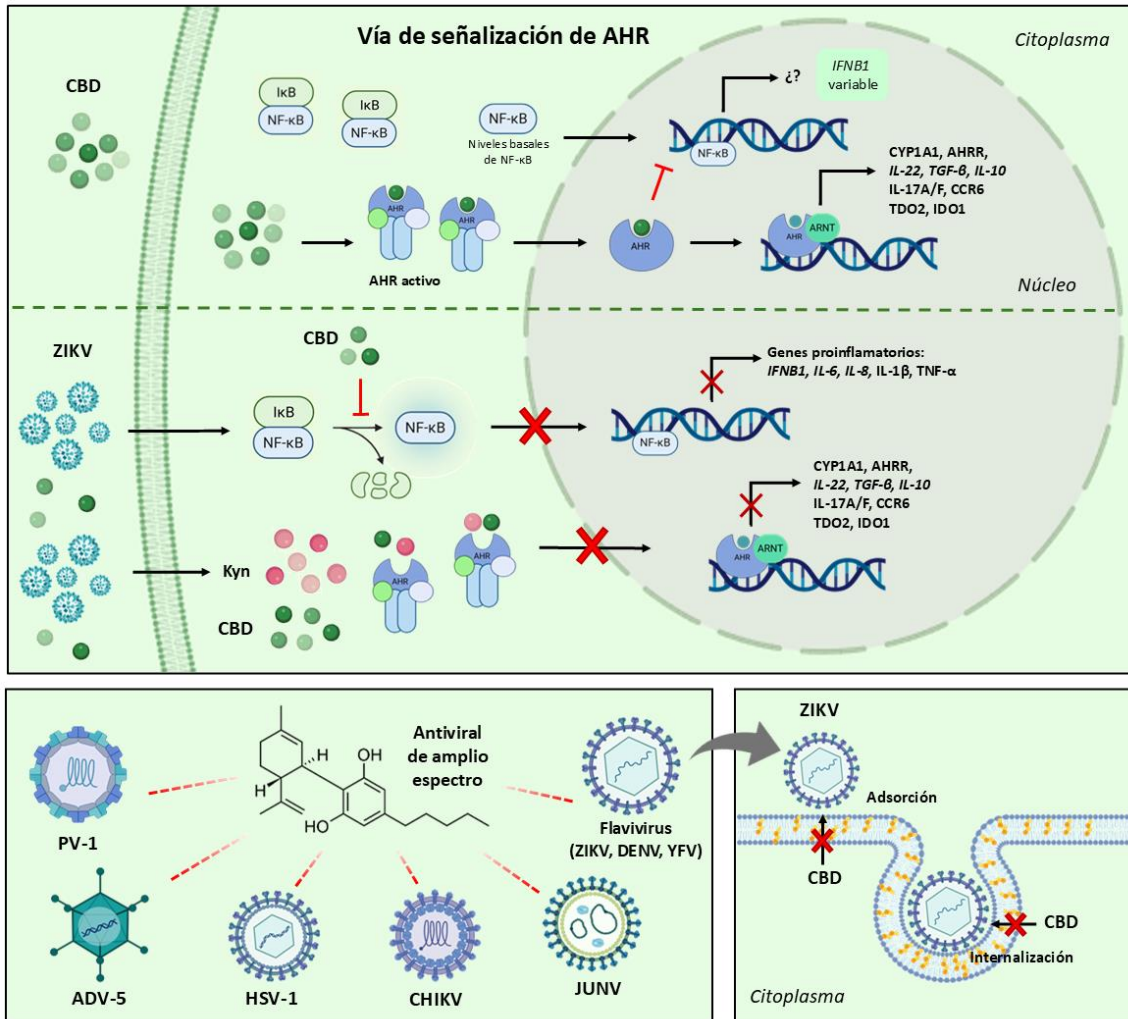 Vía de señalización de AHR
Citoplasma
CBD
IκB
NF-κB
IκB
NF-κB
NF-κB
Niveles basales
de NF-κB
NF-κB
¿?
IFNB1
variable
CYP1A1, AHRR,
IL-22, TGF-β, IL-10
IL-17A/F, CCR6
TDO2, IDO1
AHR
AHR
AHR activo
AHR
AHR
ARNT
Núcleo
ZIKV
CBD
IκB
NF-κB
NF-κB
NF-κB
Genes proinflamatorios:
IFNB1, IL-6, IL-8, IL-1β, TNF-α
CYP1A1, AHRR,
IL-22, TGF-β, IL-10
IL-17A/F, CCR6
TDO2, IDO1
Kyn
CBD
AHR
AHR
AHR
ARNT
PV-1
H
H
OH
HO
Antiviral
de amplio
espectro
Flavivirus
(ZIKV, DENV, YFV)
ADV-5
HSV-1
CHIKV
JUNV
ZIKV
Adsorción
CBD
CBD
Internalización
Citoplasma